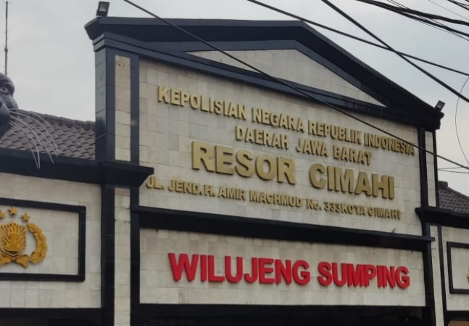 KEPOLISIAN NEGARA REPUBLIK INDONESIA
DAERAH JAWA BARAT
RESOR CIMAHI
JL. JEND. H. AMIR MACHMUD No. 333 KOTA CIMAHI
WILUJENG SUMPING